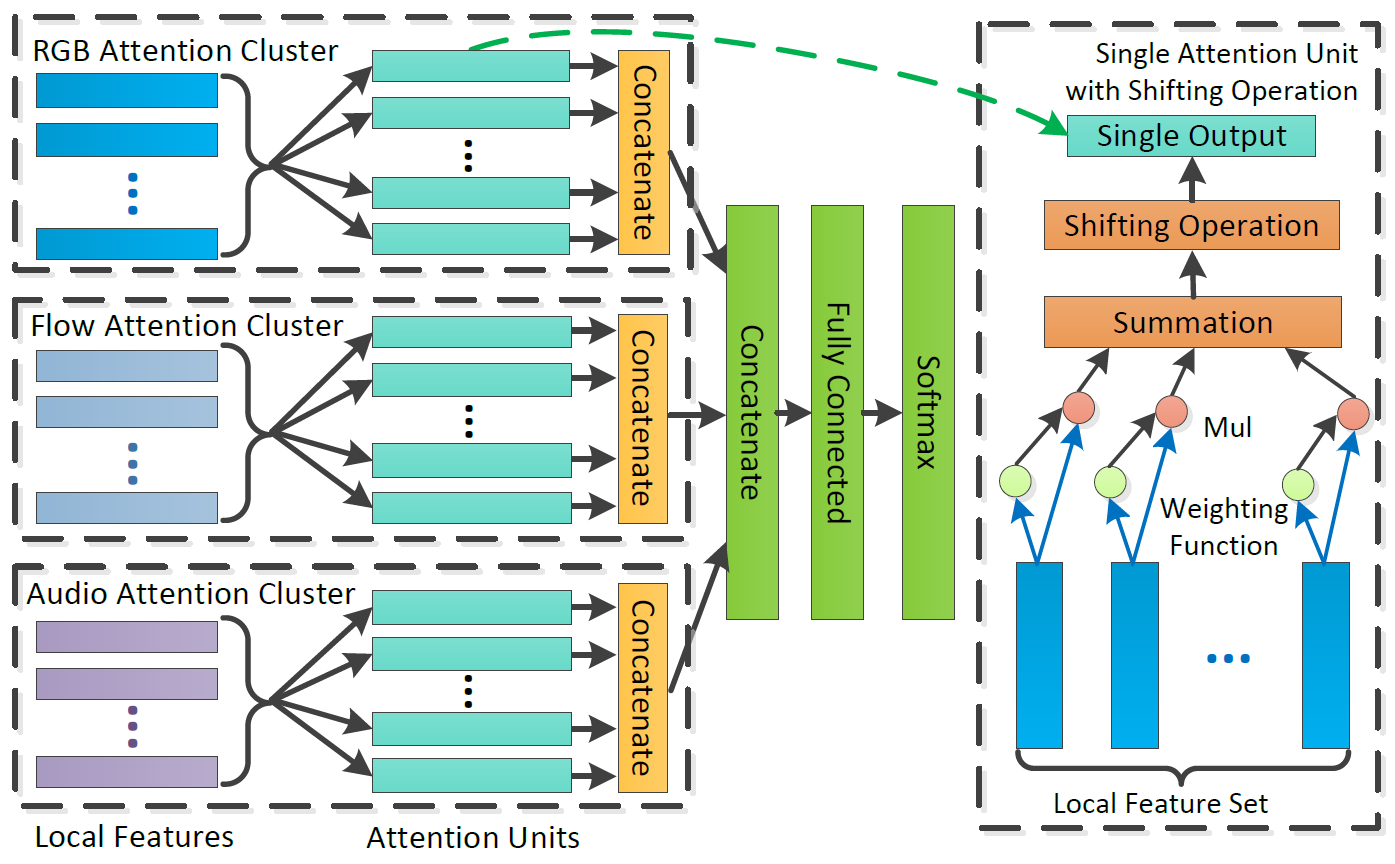 RGB Attention Cluster
Concatenate
Flow Attention Cluster
Concatenate
Audio Attention Cluster
Concatenate
Local Features
Attention Units
Concatenate
Fully Connected
Softmax
Single Attention Unit
with Shifting Operation
Single Output
Shifting Operation
Summation
Mul
Weighting
Function
Local Feature Set